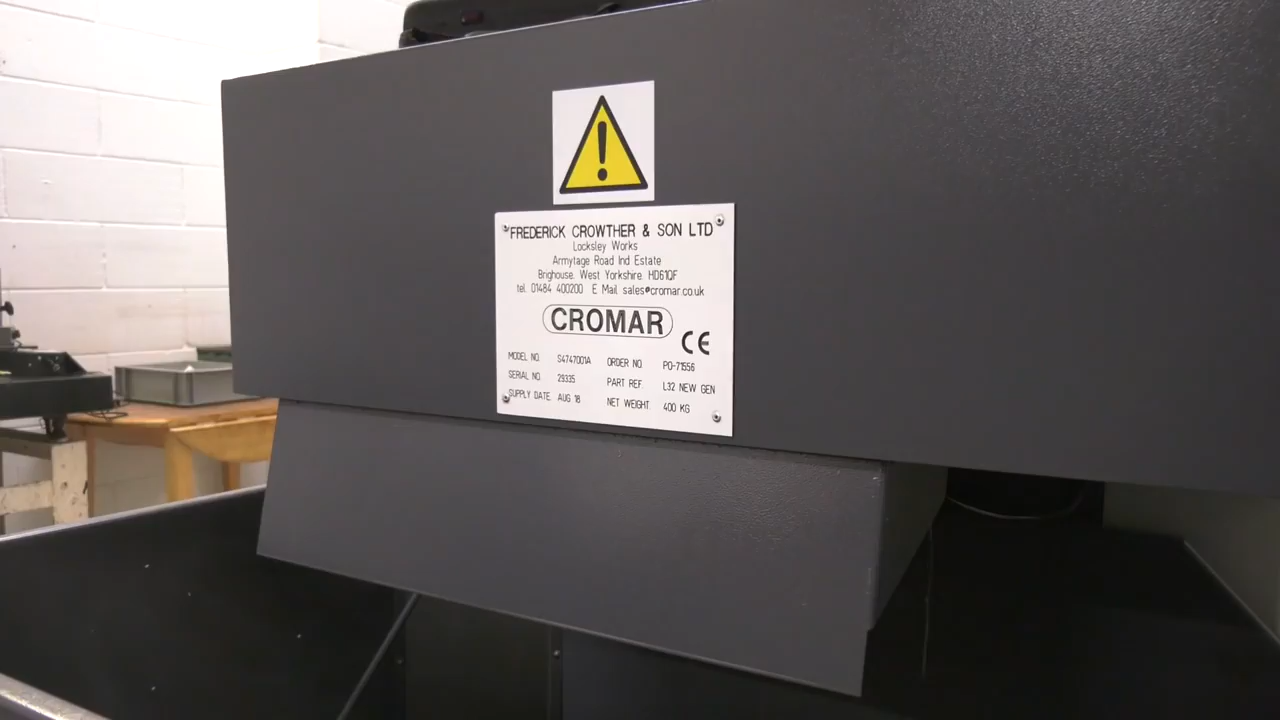 FREDERICK CROWTHER & SON LTD
Locksley Works
Armytage Road Ind Estate
Brighouse. West Yorkshire. HD61QF
tel. 01484 400200 E Mail. sales@cromar.co.uk
CROMAR
CE
MODEL NO. S4747001A ORDER NO PO-71556
SERIAL NO. 29335 PART REF. L32 NEW GEN
SUPPLY DATE. AUG 18 NET WEIGHT. 400 KG